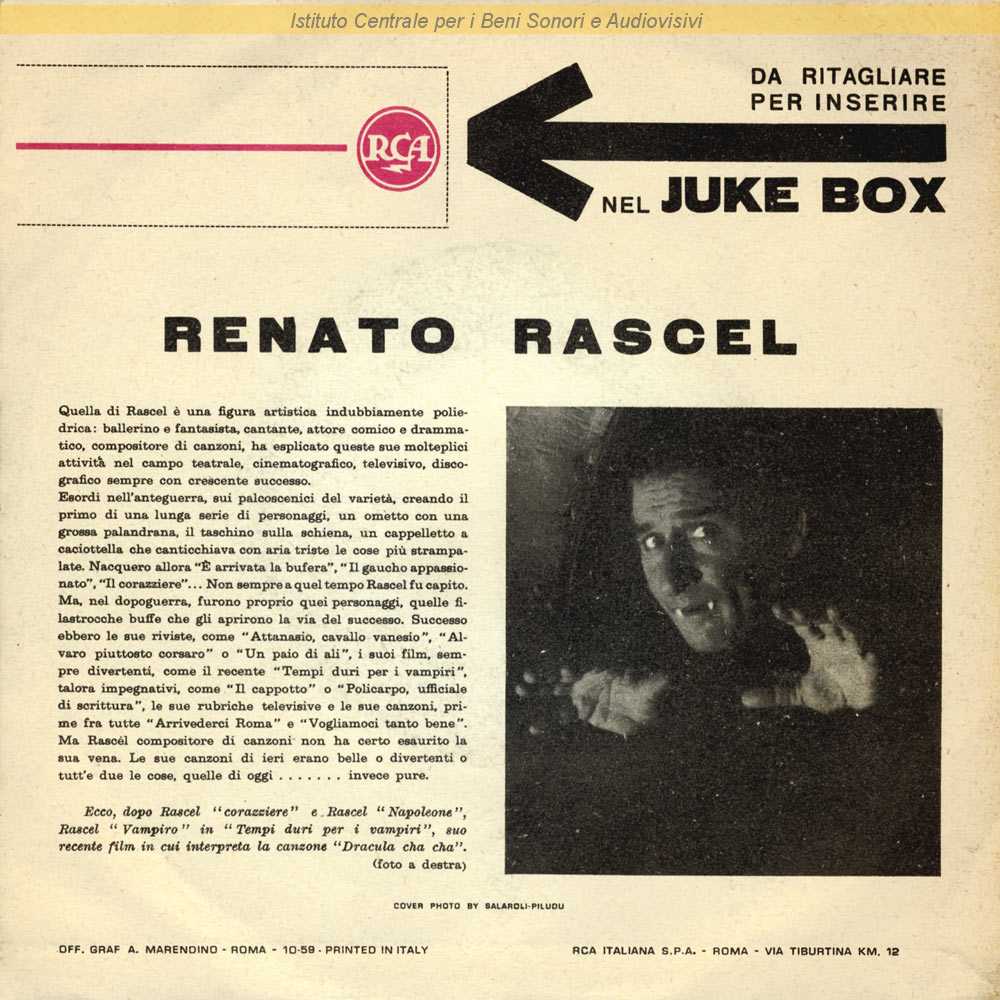 Istituto Centrale per i Beni Sonori e Audiovisivi
DA RITAGLIARE
PER INSERIRE
RCA
NEL JUKE BOX
RENATO RASCEL
Quella di Rascel è una figura artistica indubbiamente polie-
drica: ballerino e fantasista, cantante, attore comico e dramma-
tico, compositore di canzoni, ha esplicato queste sue molteplici
attività nel campo teatrale, cinematografico, televisivo, disco-
grafico sempre con crescente successo.
Esordì nell'anteguerra, sui palcoscenici del varietà, creando il
primo di una lunga serie di personaggi, un ometto con una
grossa palandrana, il taschino sulla schiena, un cappelletto a
caciottella che canticchiava con aria triste le cose più strampa-
late. Nacquero allora "È arrivata la bufera", "Il gaucho appassio-
nato", "Il corazziere"... Non sempre a quel tempo Rascel fu capito.
Ma, nel dopoguerra, furono proprio quei personaggi, quelle fi-
lastrocche buffe che gli aprirono la via del successo. Successo
ebbero le sue riviste, come "Attanasio, cavallo vanesio", "Al-
varo piuttosto corsaro" o "Un paio di ali", i suoi film, sem-
pre divertenti, come il recente "Tempi duri per i vampiri",
talora impegnativi, come "Il cappotto" o "Policarpo, ufficiale
di scrittura", le sue rubriche televisive e le sue canzoni, pri-
me fra tutte "Arrivederci Roma" e "Vogliamoci tanto bene".
Ma Rascél compositore di canzoni non ha certo esaurito la
sua vena. Le sue canzoni di ieri erano belle o divertenti o
tutt'e due le cose, quelle di oggi ....... invece pure.
Ecco, dopo Rascel "corazziere" e Rascel "Napoleone",
Rascel "Vampiro" in "Tempi duri per i vampiri", suo
recente film in cui interpreta la canzone "Dracula cha cha".
(foto a destra)
COVER PHOTO BY SALAROLI-PILUDU
OFF. GRAF A. MARENDINO - ROMA - 10-59 - PRINTED IN ITALY
RCA ITALIANA S.P.A. - ROMA - VIA TIBURTINA KM. 12